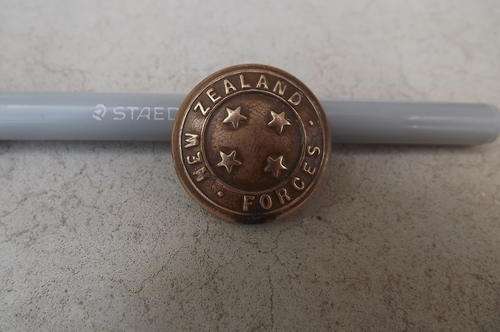 STAED
NEW ZEALAND - FORCES -